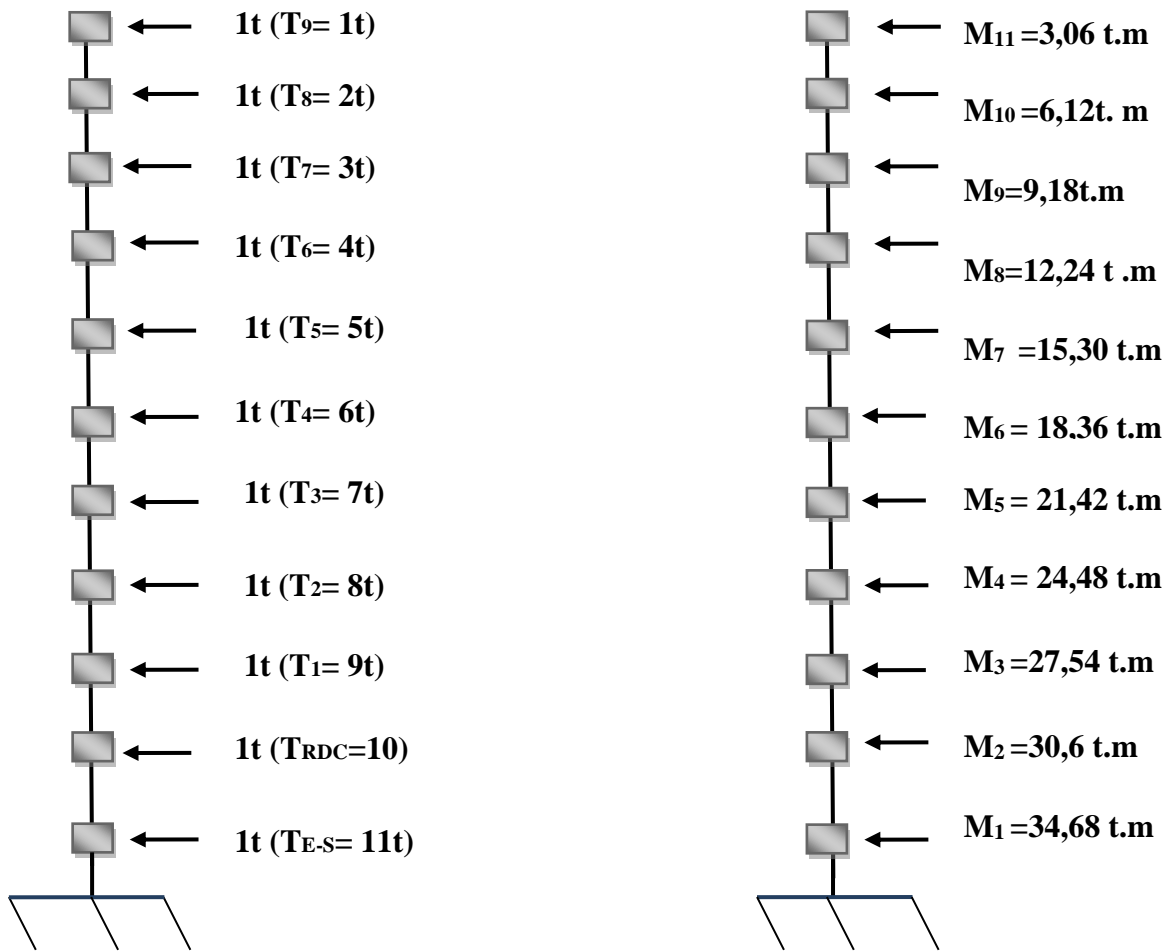 1t (T9= 1t)
1t (T8= 2t)
1t (T7= 3t)
1t (T6= 4t)
1t (T5= 5t)
1t (T4= 6t)
1t (T3= 7t)
1t (T2= 8t)
1t (T1= 9t)
1t (TRDC=10)
1t (TE-S= 11t)
M11 =3,06 t.m
M10 =6,12t. m
M9=9,18t.m
M8=12,24 t .m
M7 =15,30 t.m
M6 = 18,36 t.m
M5 = 21,42 t.m
M4 = 24,48 t.m
M3 =27,54 t.m
M2 =30,6 t.m
M1 =34,68 t.m